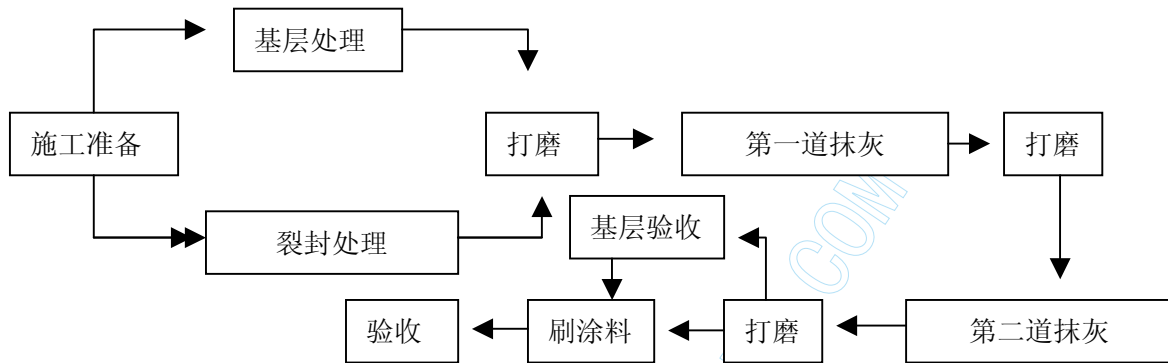 基层处理
施工准备
打磨
第一道抹灰
打磨
裂封处理
基层验收
验收
刷涂料
打磨
第二道抹灰
COM